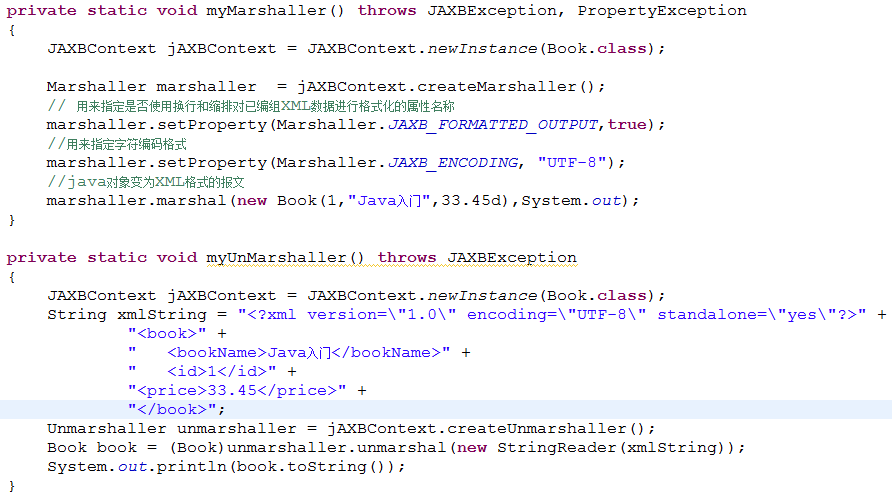 private static void myMarshaller() throws JAXBException, PropertyException
{
    JAXBContext jAXBContext = JAXBContext.newInstance(Book.class);

    Marshaller marshaller  = jAXBContext.createMarshaller();
    // 用来指定是否使用换行和缩排对已编组XML数据进行格式化的属性名称
    marshaller.setProperty(Marshaller.JAXB_FORMATTED_OUTPUT,true);
    //用来指定字符编码格式
    marshaller.setProperty(Marshaller.JAXB_ENCODING, "UTF-8");
    //java对象变为XML格式的报文
    marshaller.marshal(new Book(1,"Java入门",33.45d),System.out);
}

private static void myUnMarshaller() throws JAXBException
{
    JAXBContext jAXBContext = JAXBContext.newInstance(Book.class);
    String xmlString = "<?xml version=\"1.0\" encoding=\"UTF-8\" standalone=\"yes\"?>" +
            "<book>" +
            "   <bookName>Java入门</bookName>" +
            "   <id>1</id>" +
            "<price>33.45</price>" +
            "</book>";
    Unmarshaller unmarshaller = jAXBContext.createUnmarshaller();
    Book book = (Book)unmarshaller.unmarshal(new StringReader(xmlString));
    System.out.println(book.toString());
}